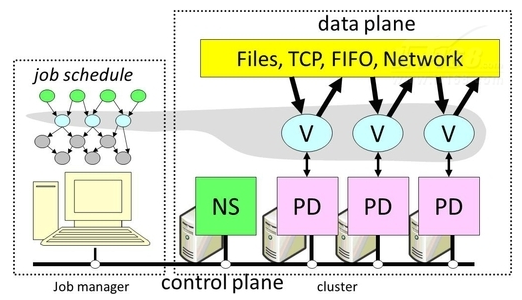 data plane
Files, TCP, FIFO, Network
job schedule
V V V
NS PD PD PD
control plane
Job manager
cluster